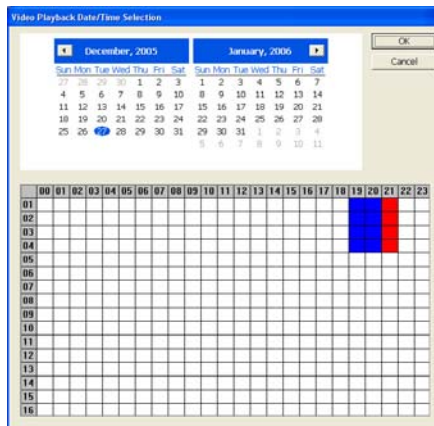 Video Playback Date/Time Selection
December, 2005 January, 2006
OK
Cancel
Sun Mon Tue Wed Thu Fri Sat Sun Mon Tue Wed Thu Fri Sat
27 28 29 30 1 2 3 1 2 3 4 5 6 7
4 5 6 7 8 9 10 8 9 10 11 12 13 14
11 12 13 14 15 16 17 15 16 17 18 19 20 21
18 19 20 21 22 23 24 22 23 24 25 26 27 28
25 26 27 28 29 30 31 29 30 31 1 2 3 4
5 6 7 8 9 10 11
00 01 02 03 04 05 06 07 08 09 10 11 12 13 14 15 16 17 18 19 20 21 22 23
01
02
03
04
05
06
07
08
09
10
11
12
13
14
15
16